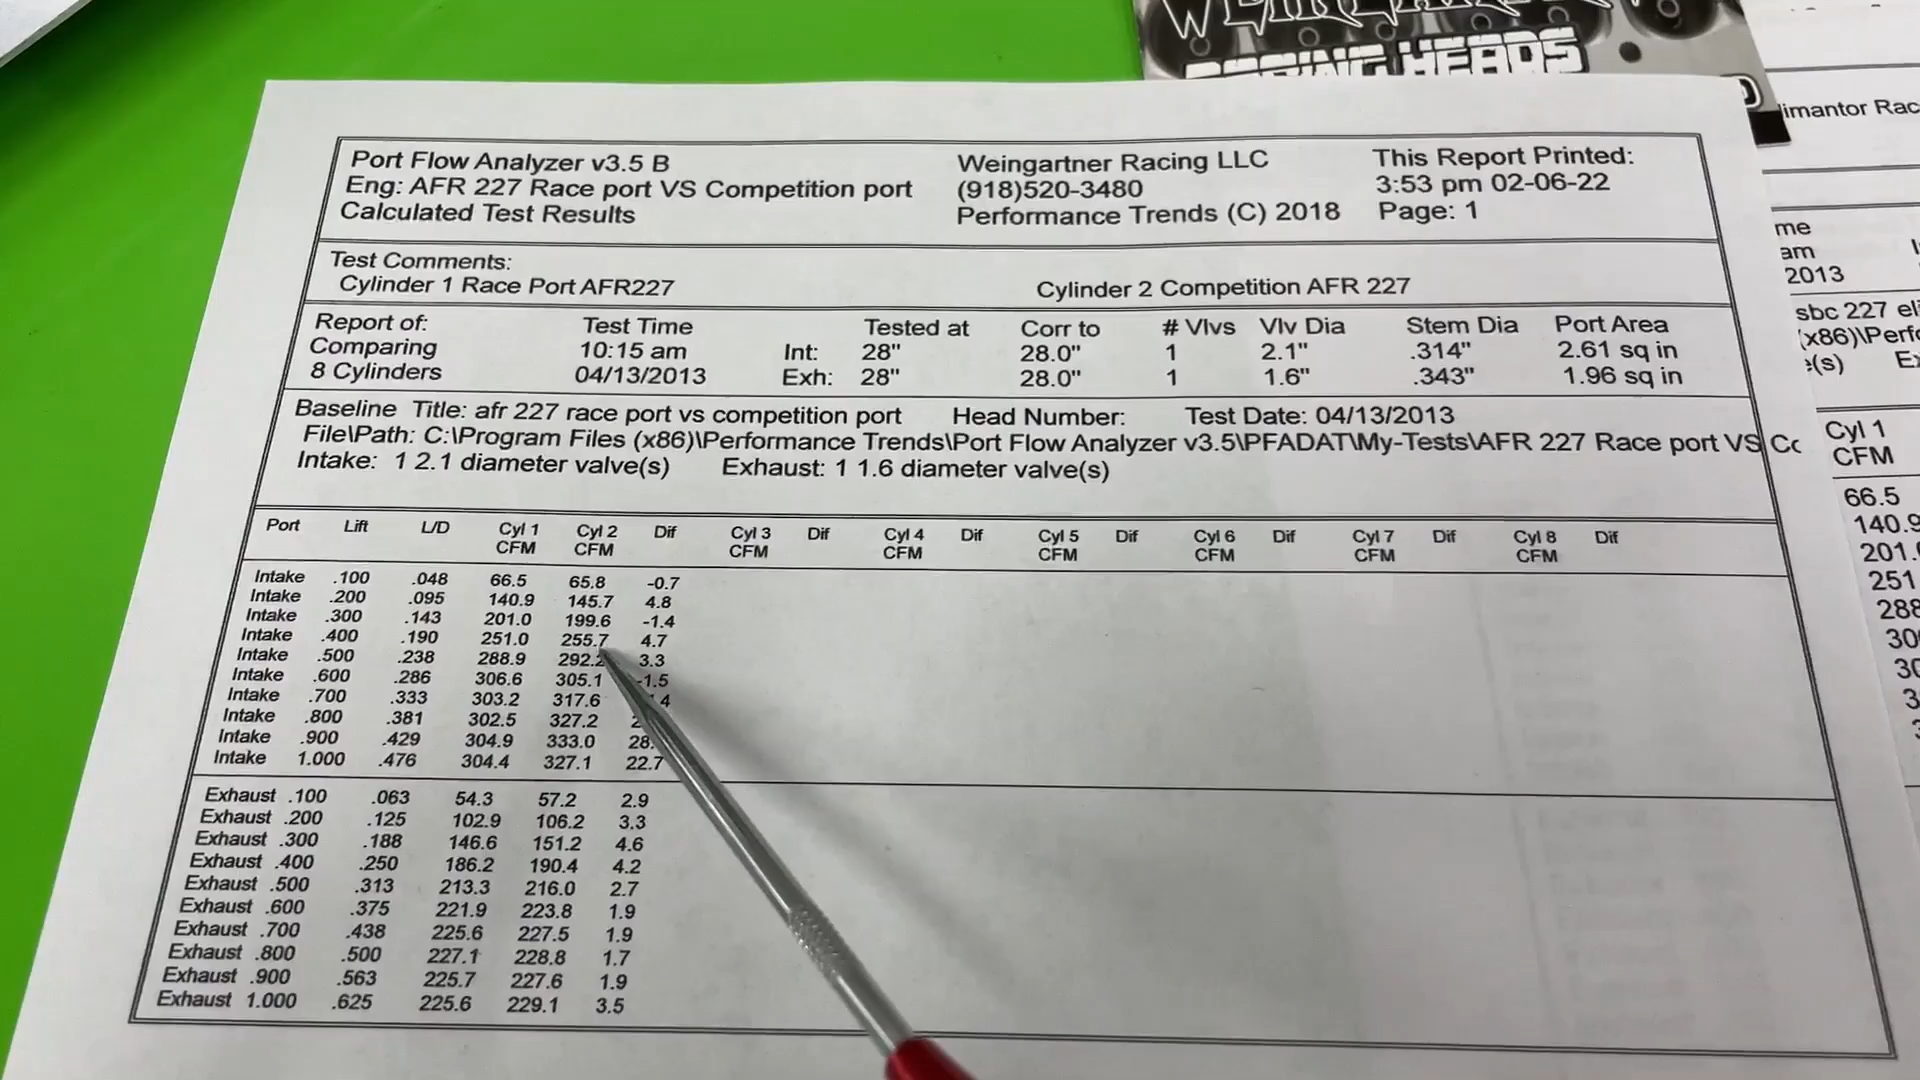 WEINGARTNER
RACING HEADS
imantor Rac
Port Flow Analyzer v3.5 B Weingartner Racing LLC This Report Printed:
Eng: AFR 227 Race port VS Competition port (918)520-3480 3:53 pm 02-06-22
Calculated Test Results Performance Trends (C) 2018 Page: 1
Test Comments:
Cylinder 1 Race Port AFR227 Cylinder 2 Competition AFR 227
Report of: Test Time Tested at Corr to # Vlvs Vlv Dia Stem Dia Port Area
Comparing 10:15 am Int: 28" 28.0" 1 2.1" .314" 2.61 sq in
8 Cylinders 04/13/2013 Exh: 28" 28.0" 1 1.6" .343" 1.96 sq in
Baseline Title: afr 227 race port vs competition port Head Number: Test Date: 04/13/2013
File\Path: C:\Program Files (x86)\Performance Trends\Port Flow Analyzer v3.5\PFADAT\My-Tests\AFR 227 Race port VS Cc
Intake: 1 2.1 diameter valve(s) Exhaust: 1 1.6 diameter valve(s)
Port Lift L/D Cyl 1 Cyl 2 Dif Cyl 3 Dif Cyl 4 Dif Cyl 5 Dif Cyl 6 Dif Cyl 7 Dif Cyl 8 Dif
CFM CFM CFM CFM CFM CFM CFM CFM
Intake .100 .048 66.5 65.8 -0.7
Intake .200 .095 140.9 145.7 4.8
Intake .300 .143 201.0 199.6 -1.4
Intake .400 .190 251.0 255.7 4.7
Intake .500 .238 288.9 292.2 3.3
Intake .600 .286 306.6 305.1 -1.5
Intake .700 .333 303.2 317.6
Intake .800 .381 302.5 327.2
Intake .900 .429 304.9 333.0 28.
Intake 1.000 .476 304.4 327.1 22.7
Exhaust .100 .063 54.3 57.2 2.9
Exhaust .200 .125 102.9 106.2 3.3
Exhaust .300 .188 146.6 151.2 4.6
Exhaust .400 .250 186.2 190.4 4.2
Exhaust .500 .313 213.3 216.0 2.7
Exhaust .600 .375 221.9 223.8 1.9
Exhaust .700 .438 225.6 227.5 1.9
Exhaust .800 .500 227.1 228.8 1.7
Exhaust .900 .563 225.7 227.6 1.9
Exhaust 1.000 .625 225.6 229.1 3.5
me
am
2013
sbc 227 el
(x86)\Perf
(s)
Cyl 1
CFM
66.5
140.9
201.
251
288
30
30
3